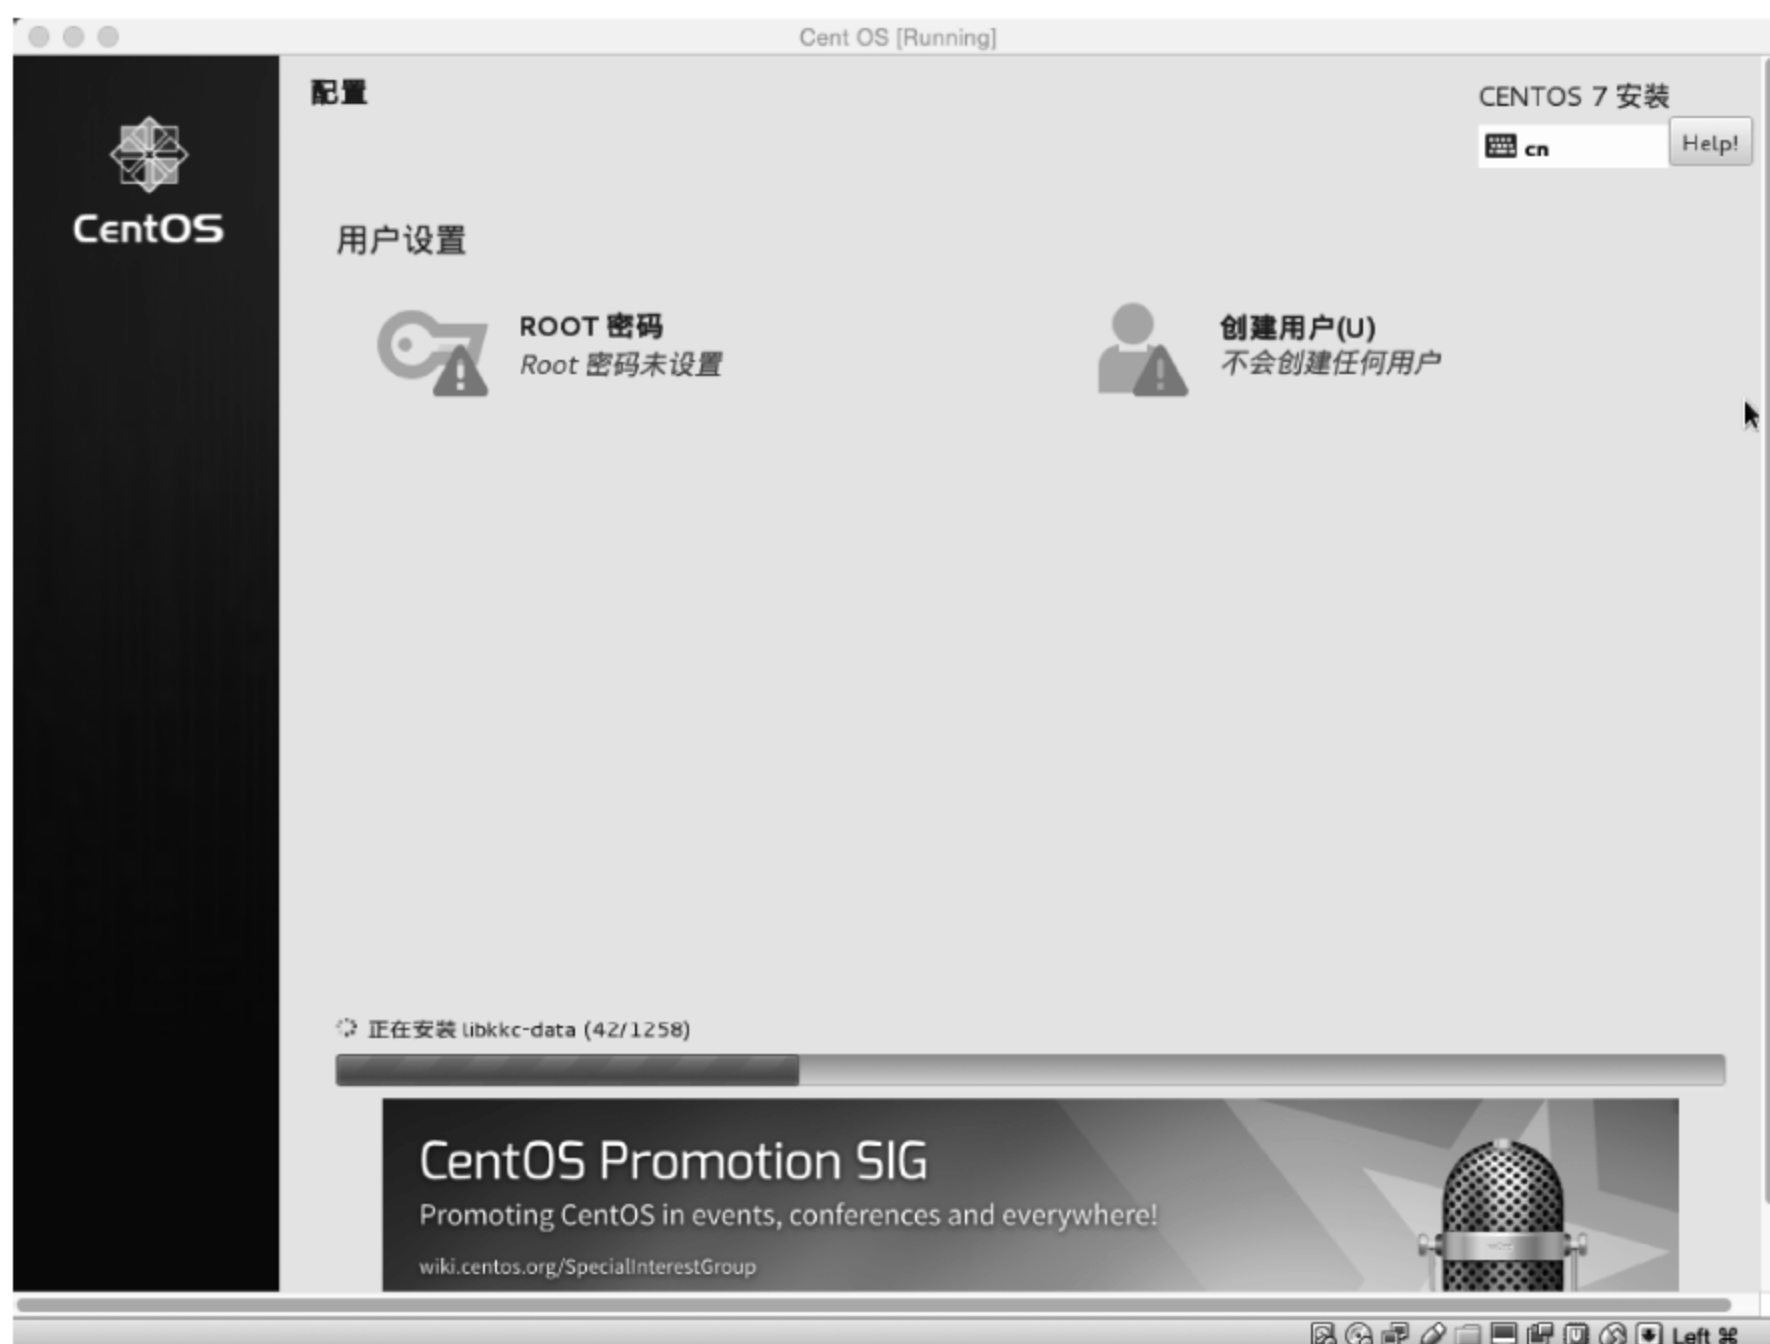 Cent OS [Running]
配置
CENTOS 7 安装
cn
Help!
CentOS
用户设置
ROOT 密码
Root 密码未设置
创建用户(U)
不会创建任何用户
正在安装 libkkc-data (42/1258)
CentOS Promotion SIG
Promoting CentOS in events, conferences and everywhere!
wiki.centos.org/SpecialInterestGroup
Left ⌘